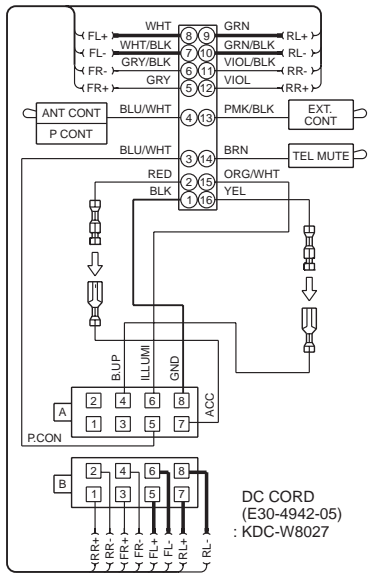 WHT GRN
FL+ 8 9 RL+
WHT/BLK GRN/BLK
FL- 7 10 RL-
GRY/BLK VIOL/BLK
FR- 6 11 RR-
GRY VIOL
FR+ 5 12 RR+
ANT CONT BLU/WHT 4 13 PMK/BLK EXT. CONT
P CONT
BLU/WHT 3 14 BRN TEL MUTE
RED 2 15 ORG/WHT
BLK 1 16 YEL
B.UP ILLUMI GND ACC
2 4 6 8
A
1 3 5 7
P.CON
2 4 6 8
B
1 3 5 7
RR+ RR- FR+ FR- FL+ FL- RL+ RL-
DC CORD
(E30-4942-05)
: KDC-W8027